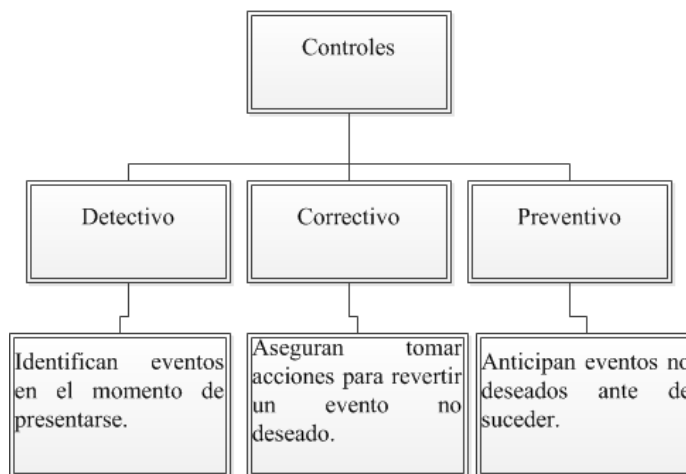 Controles
Detectivo
Correctivo
Preventivo
Identifican eventos
en el momento de
presentarse.
Aseguran tomar
acciones para revertir
un evento no
deseado.
Anticipan eventos no
deseados ante de
suceder.